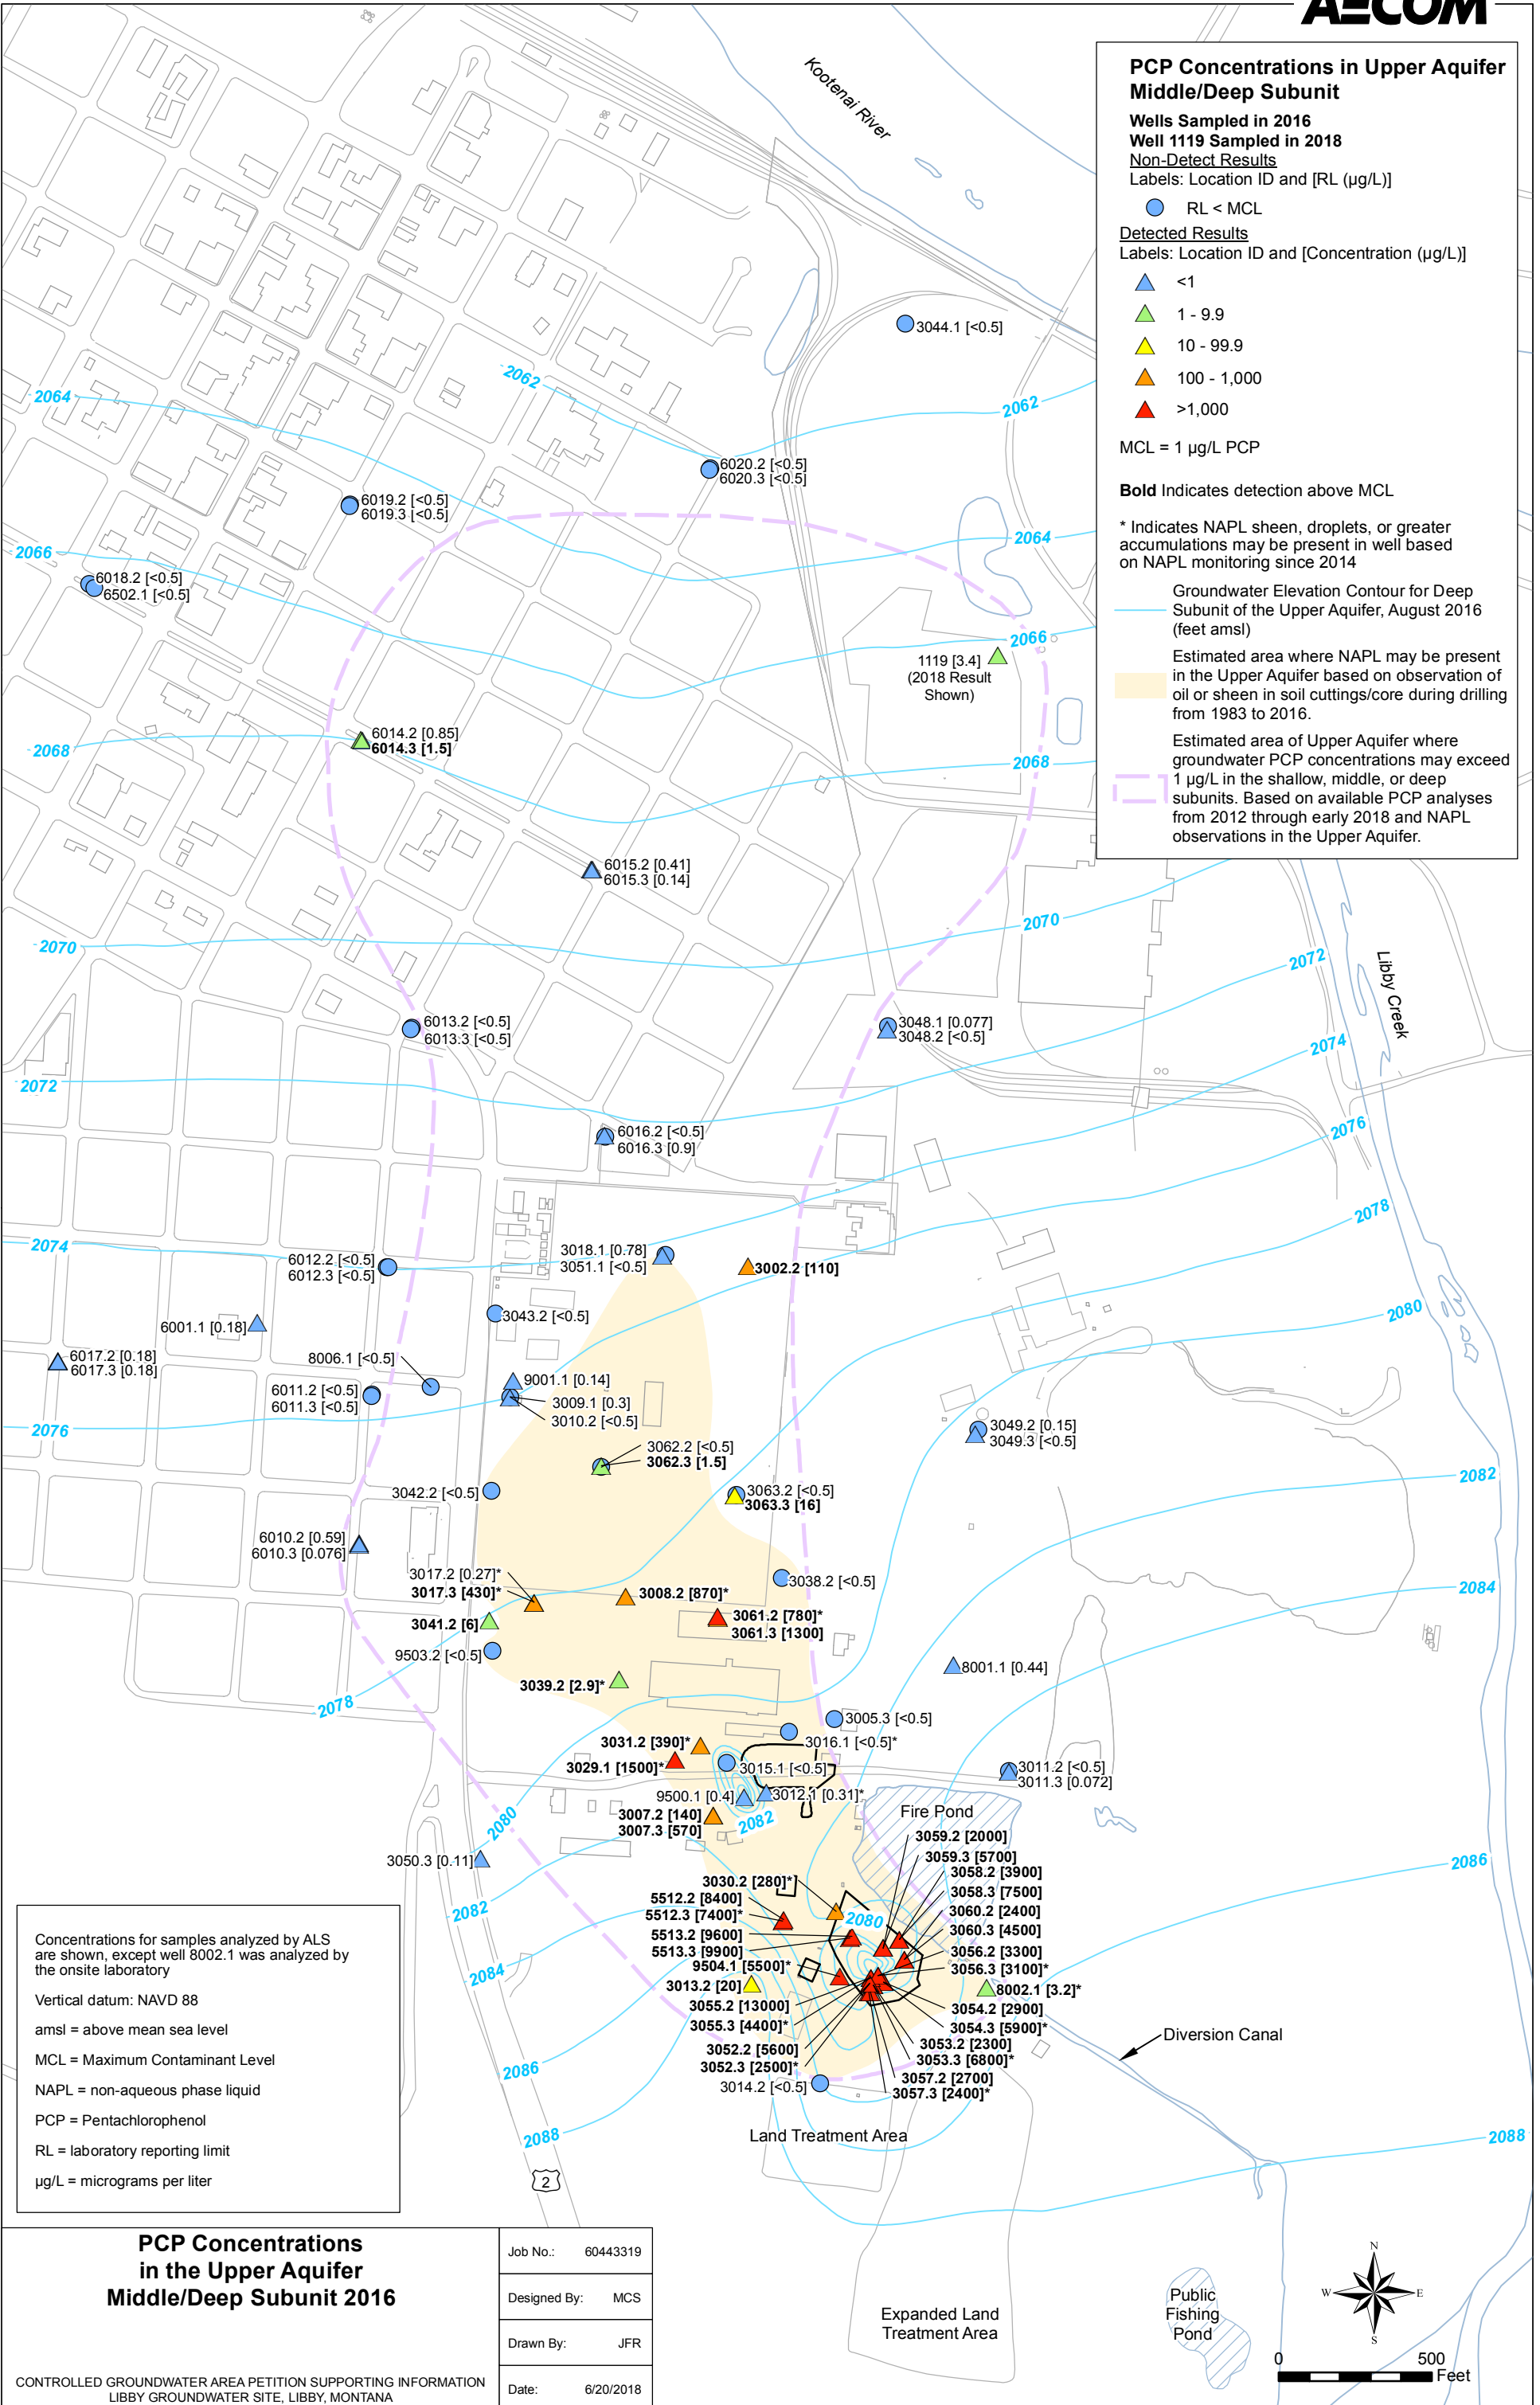 AECOM
PCP Concentrations in Upper Aquifer
Middle/Deep Subunit
Wells Sampled in 2016
Well 1119 Sampled in 2018
Non-Detect Results
Labels: Location ID and [RL (µg/L)]
RL < MCL
Detected Results
Labels: Location ID and [Concentration (µg/L)]
<1
1 - 9.9
10 - 99.9
100 - 1,000
>1,000
MCL = 1 µg/L PCP
Bold Indicates detection above MCL
* Indicates NAPL sheen, droplets, or greater
accumulations may be present in well based
on NAPL monitoring since 2014
Groundwater Elevation Contour for Deep
Subunit of the Upper Aquifer, August 2016
(feet amsl)
Estimated area where NAPL may be present
in the Upper Aquifer based on observation of
oil or sheen in soil cuttings/core during drilling
from 1983 to 2016.
Estimated area of Upper Aquifer where
groundwater PCP concentrations may exceed
1 µg/L in the shallow, middle, or deep
subunits. Based on available PCP analyses
from 2012 through early 2018 and NAPL
observations in the Upper Aquifer.
Kootenai River
3044.1 [<0.5]
2062
2064
2062
6020.2 [<0.5]
6020.3 [<0.5]
6019.2 [<0.5]
6019.3 [<0.5]
2064
2066
6018.2 [<0.5]
6502.1 [<0.5]
2066
1119 [3.4]
(2018 Result
Shown)
6014.2 [0.85]
6014.3 [1.5]
2068
2068
6015.2 [0.41]
6015.3 [0.14]
2070
2070
2072
Libby Creek
6013.2 [<0.5]
6013.3 [<0.5]
3048.1 [0.077]
3048.2 [<0.5]
2074
2072
2076
6016.2 [<0.5]
6016.3 [0.9]
2078
2074
6012.2 [<0.5]
6012.3 [<0.5]
3018.1 [0.78]
3051.1 [<0.5]
3002.2 [110]
2080
3043.2 [<0.5]
6001.1 [0.18]
6017.2 [0.18]
6017.3 [0.18]
8006.1 [<0.5]
9001.1 [0.14]
6011.2 [<0.5]
6011.3 [<0.5]
3009.1 [0.3]
3010.2 [<0.5]
2076
3049.2 [0.15]
3049.3 [<0.5]
3062.2 [<0.5]
3062.3 [1.5]
2082
3042.2 [<0.5]
3063.2 [<0.5]
3063.3 [16]
6010.2 [0.59]
6010.3 [0.076]
3017.2 [0.27]*
3017.3 [430]*
3038.2 [<0.5]
2084
3008.2 [870]*
3041.2 [6]
3061.2 [780]*
3061.3 [1300]
9503.2 [<0.5]
8001.1 [0.44]
3039.2 [2.9]*
2078
3005.3 [<0.5]
3016.1 [<0.5]*
3031.2 [390]*
3029.1 [1500]*
3015.1 [<0.5]
3011.2 [<0.5]
3011.3 [0.072]
9500.1 [0.4]
3012.1 [0.31]*
3007.2 [140]
3007.3 [570]
2082
2080
Fire Pond
3059.2 [2000]
3059.3 [5700]
3058.2 [3900]
3058.3 [7500]
3060.2 [2400]
3060.3 [4500]
3056.2 [3300]
3056.3 [3100]*
3050.3 [0.11]
2086
3030.2 [280]*
5512.2 [8400]
5512.3 [7400]*
5513.2 [9600]
5513.3 [9900]
9504.1 [5500]*
3013.2 [20]
3055.2 [13000]
3055.3 [4400]*
3052.2 [5600]
3052.3 [2500]*
3014.2 [<0.5]
2080
8002.1 [3.2]*
3054.2 [2900]
3054.3 [5900]*
3053.2 [2300]
3053.3 [6800]*
3057.2 [2700]
3057.3 [2400]*
Diversion Canal
2082
2084
2086
2088
2088
Land Treatment Area
2
Concentrations for samples analyzed by ALS
are shown, except well 8002.1 was analyzed by
the onsite laboratory
Vertical datum: NAVD 88
amsl = above mean sea level
MCL = Maximum Contaminant Level
NAPL = non-aqueous phase liquid
PCP = Pentachlorophenol
RL = laboratory reporting limit
µg/L = micrograms per liter
PCP Concentrations
in the Upper Aquifer
Middle/Deep Subunit 2016
CONTROLLED GROUNDWATER AREA PETITION SUPPORTING INFORMATION
LIBBY GROUNDWATER SITE, LIBBY, MONTANA
Job No.: 60443319
Designed By: MCS
Drawn By: JFR
Date: 6/20/2018
Expanded Land
Treatment Area
Public
Fishing
Pond
N
W
E
S
0
500
Feet